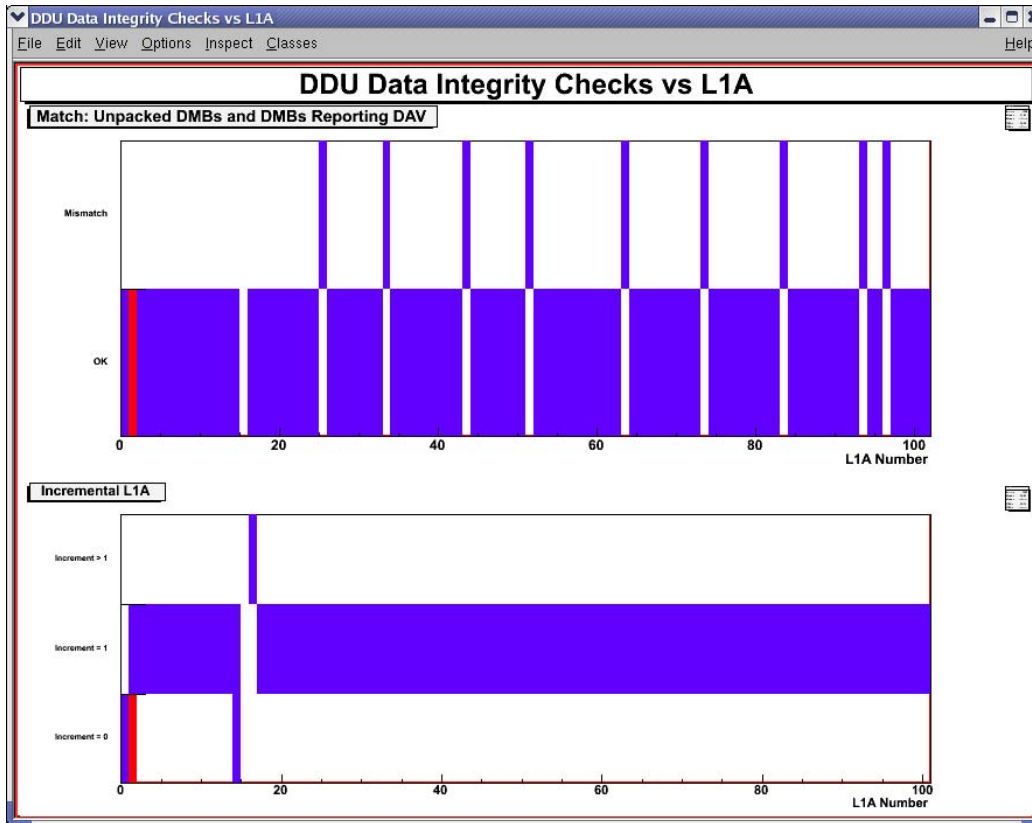 DDU Data Integrity Checks vs L1A
File Edit View Options Inspect Classes Help
DDU Data Integrity Checks vs L1A
Match: Unpacked DMBs and DMBs Reporting DAV
Mismatch
OK
0 20 40 60 80 100
L1A Number
Incremental L1A
Increment > 1
Increment = 1
Increment = 0
0 20 40 60 80 100
L1A Number